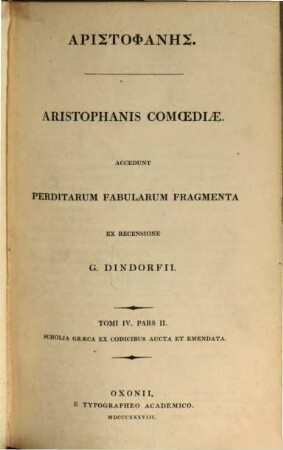 ΑΡΙΣΤΟΦΑΝΗΣ.
ARISTOPHANIS COMŒDIÆ.
ACCEDUNT
PERDITARUM FABULARUM FRAGMENTA
EX RECENSIONE
G. DINDORFII.
TOMI IV. PARS II.
SCHOLIA GRÆCA EX CODICIBUS AUCTA ET EMENDATA.
OXONII,
E TYPOGRAPHEO ACADEMICO.
MDCCCXXXVIII.